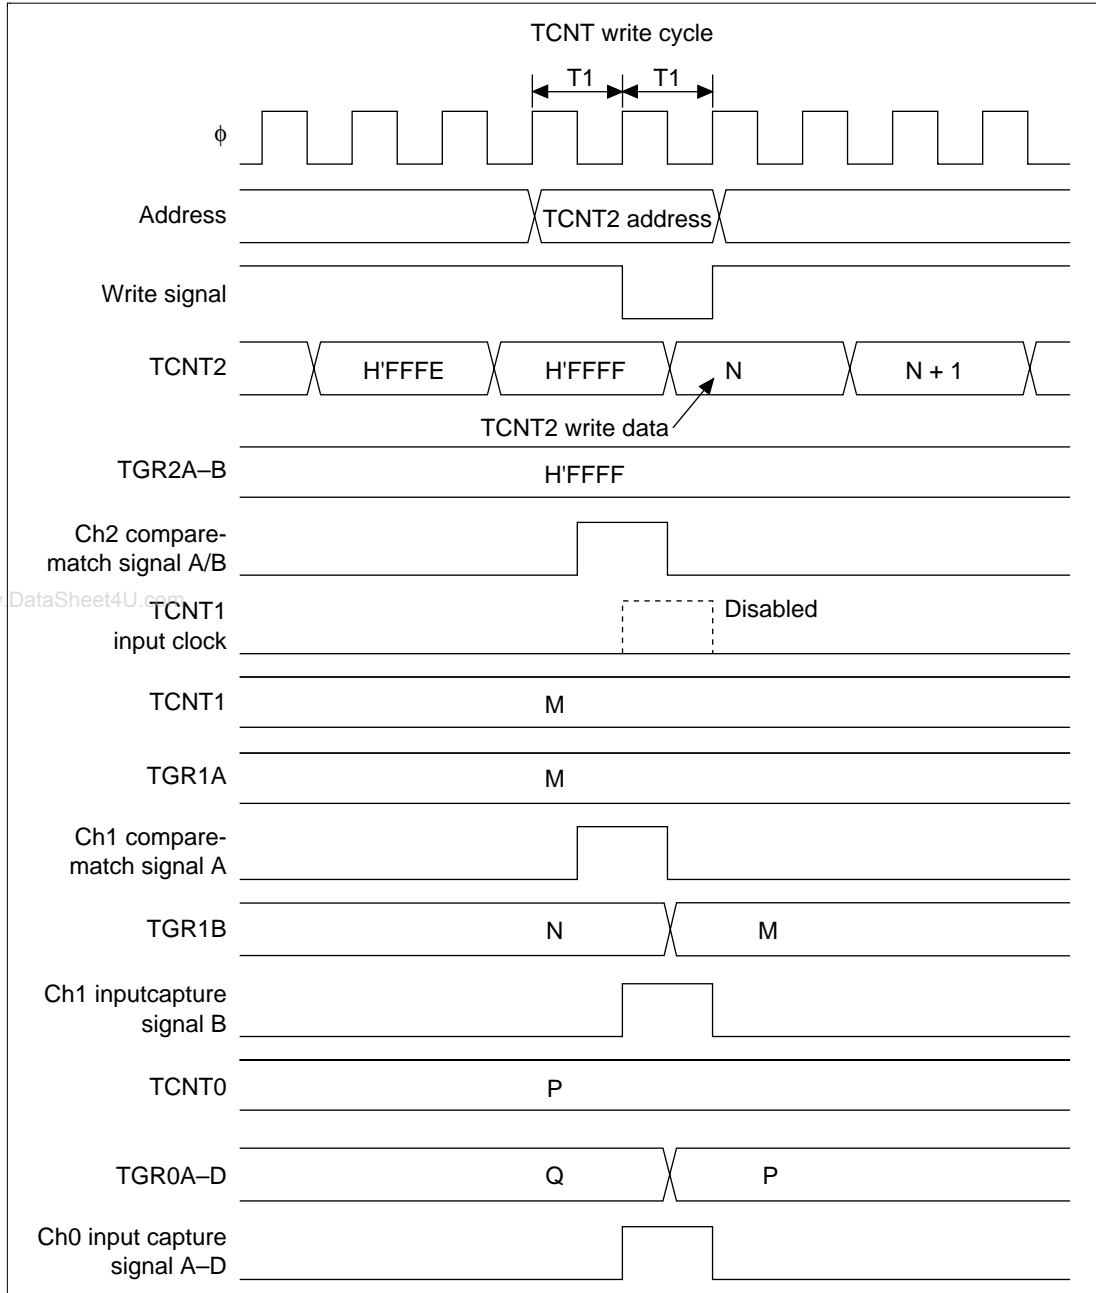 TCNT write cycle
T1 T1
ϕ
Address TCNT2 address
Write signal
TCNT2 H'FFFE H'FFFF N N + 1
TCNT2 write data
TGR2A–B H'FFFF
Ch2 compare-
match signal A/B
.DataSheet4U.com
TCNT1 Disabled
input clock
TCNT1 M
TGR1A M
Ch1 compare-
match signal A
TGR1B N M
Ch1 inputcapture
signal B
TCNT0 P
TGR0A–D Q P
Ch0 input capture
signal A–D